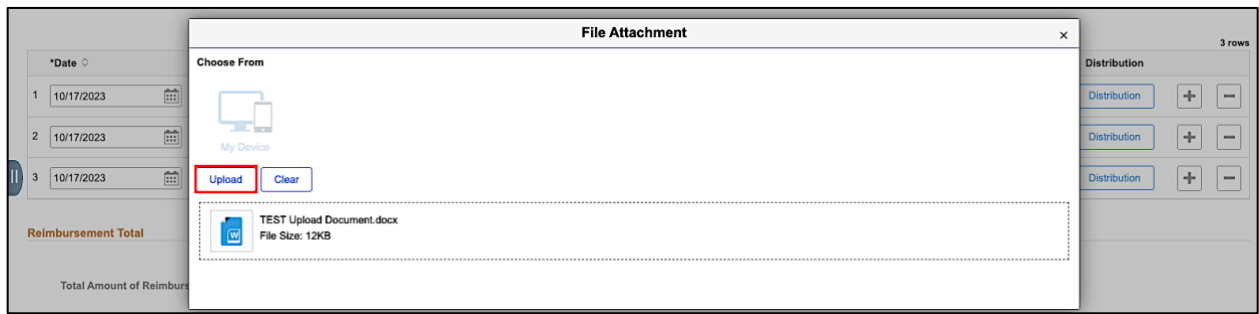 File Attachment ×
3 rows
*Date
Choose From
Distribution
1 10/17/2023
Distribution
2 10/17/2023
My Device
Distribution
3 10/17/2023
Upload Clear
Distribution
TEST Upload Document.docx
File Size: 12KB
Reimbursement Total
Total Amount of Reimburs